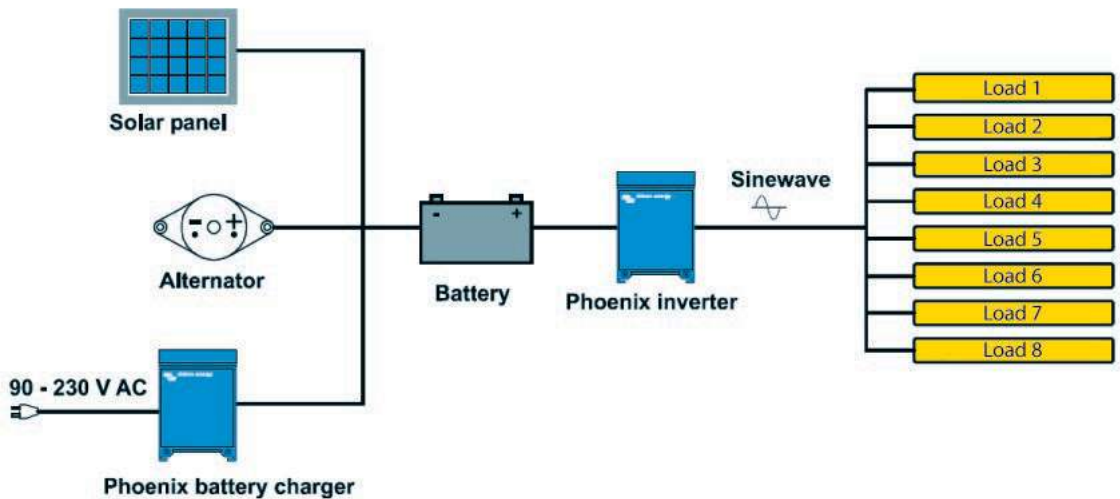 Solar panel
Alternator
90 - 230 V AC
Phoenix battery charger
- +
- +
Battery
Phoenix inverter
Sinewave
Load 1
Load 2
Load 3
Load 4
Load 5
Load 6
Load 7
Load 8